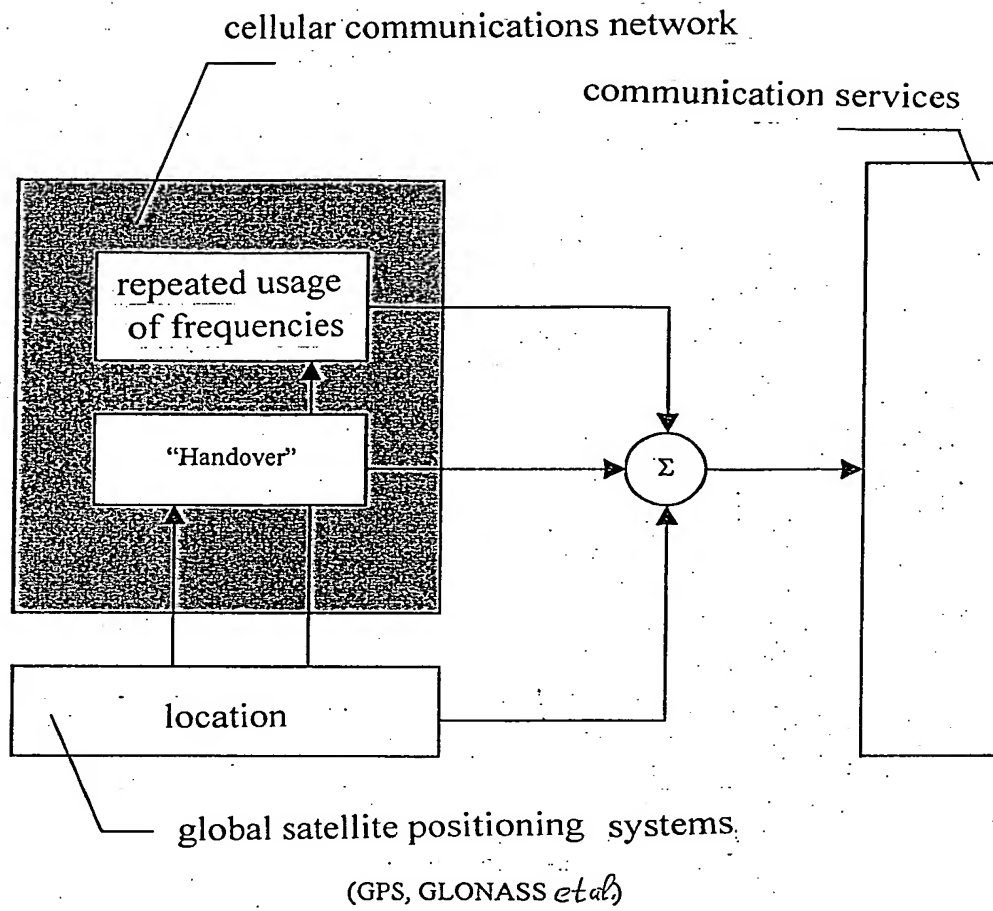 cellular communications network
communication services
repeated usage
of frequencies
“Handover”
Σ
location
global satellite positioning systems
(GPS, GLONASS et al.)